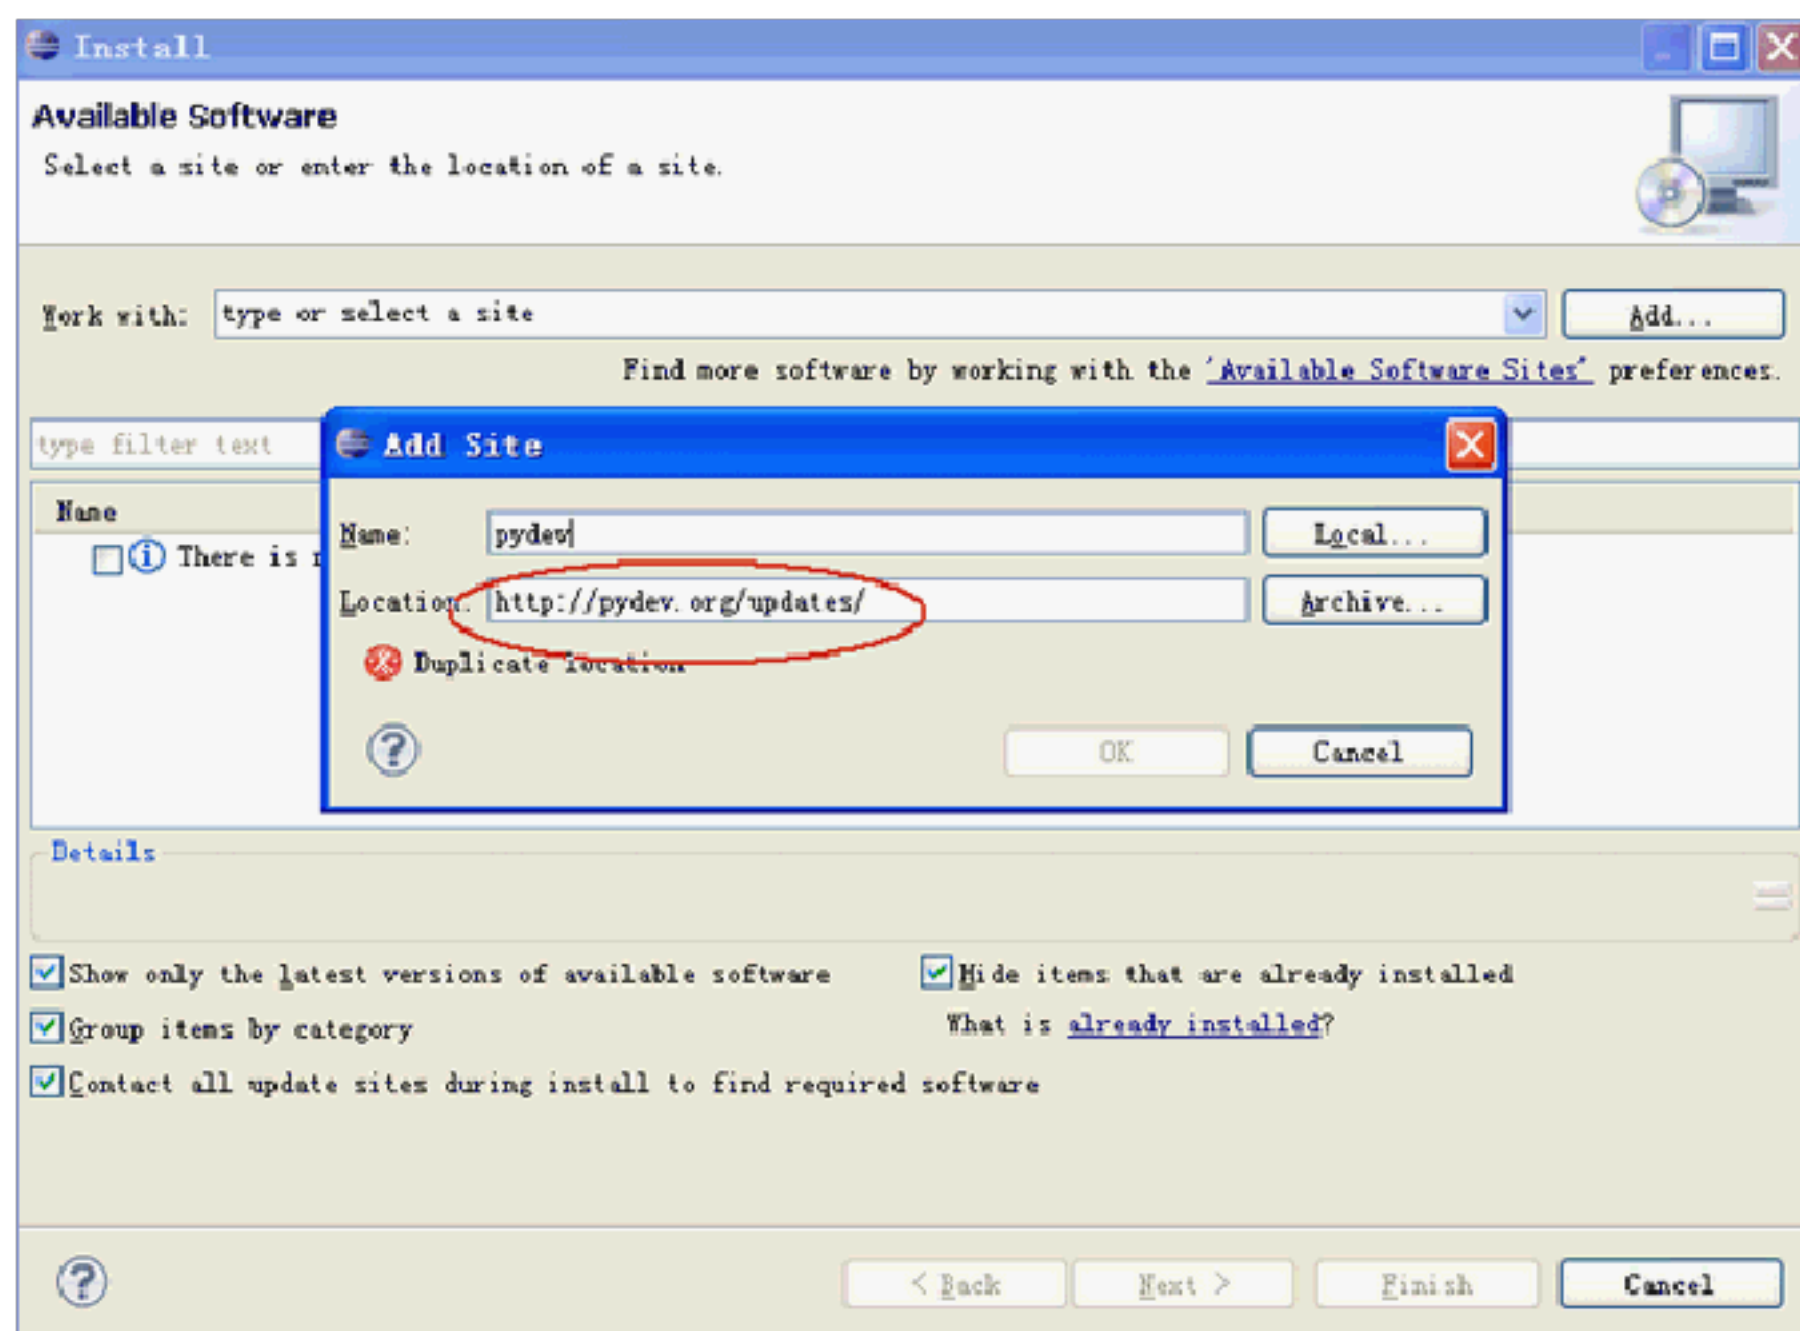 Install
Available Software
Select a site or enter the location of a site.
Work with: type or select a site Add...
Find more software by working with the 'Available Software Sites' preferences.
type filter text
Add Site
Name
Name: pydev Local...
There is
Location: http://pydev.org/updates/ Archive...
Duplicate location
OK Cancel
Details
Show only the latest versions of available software Hide items that are already installed
Group items by category What is already installed?
Contact all update sites during install to find required software
< Back Next > Finish Cancel